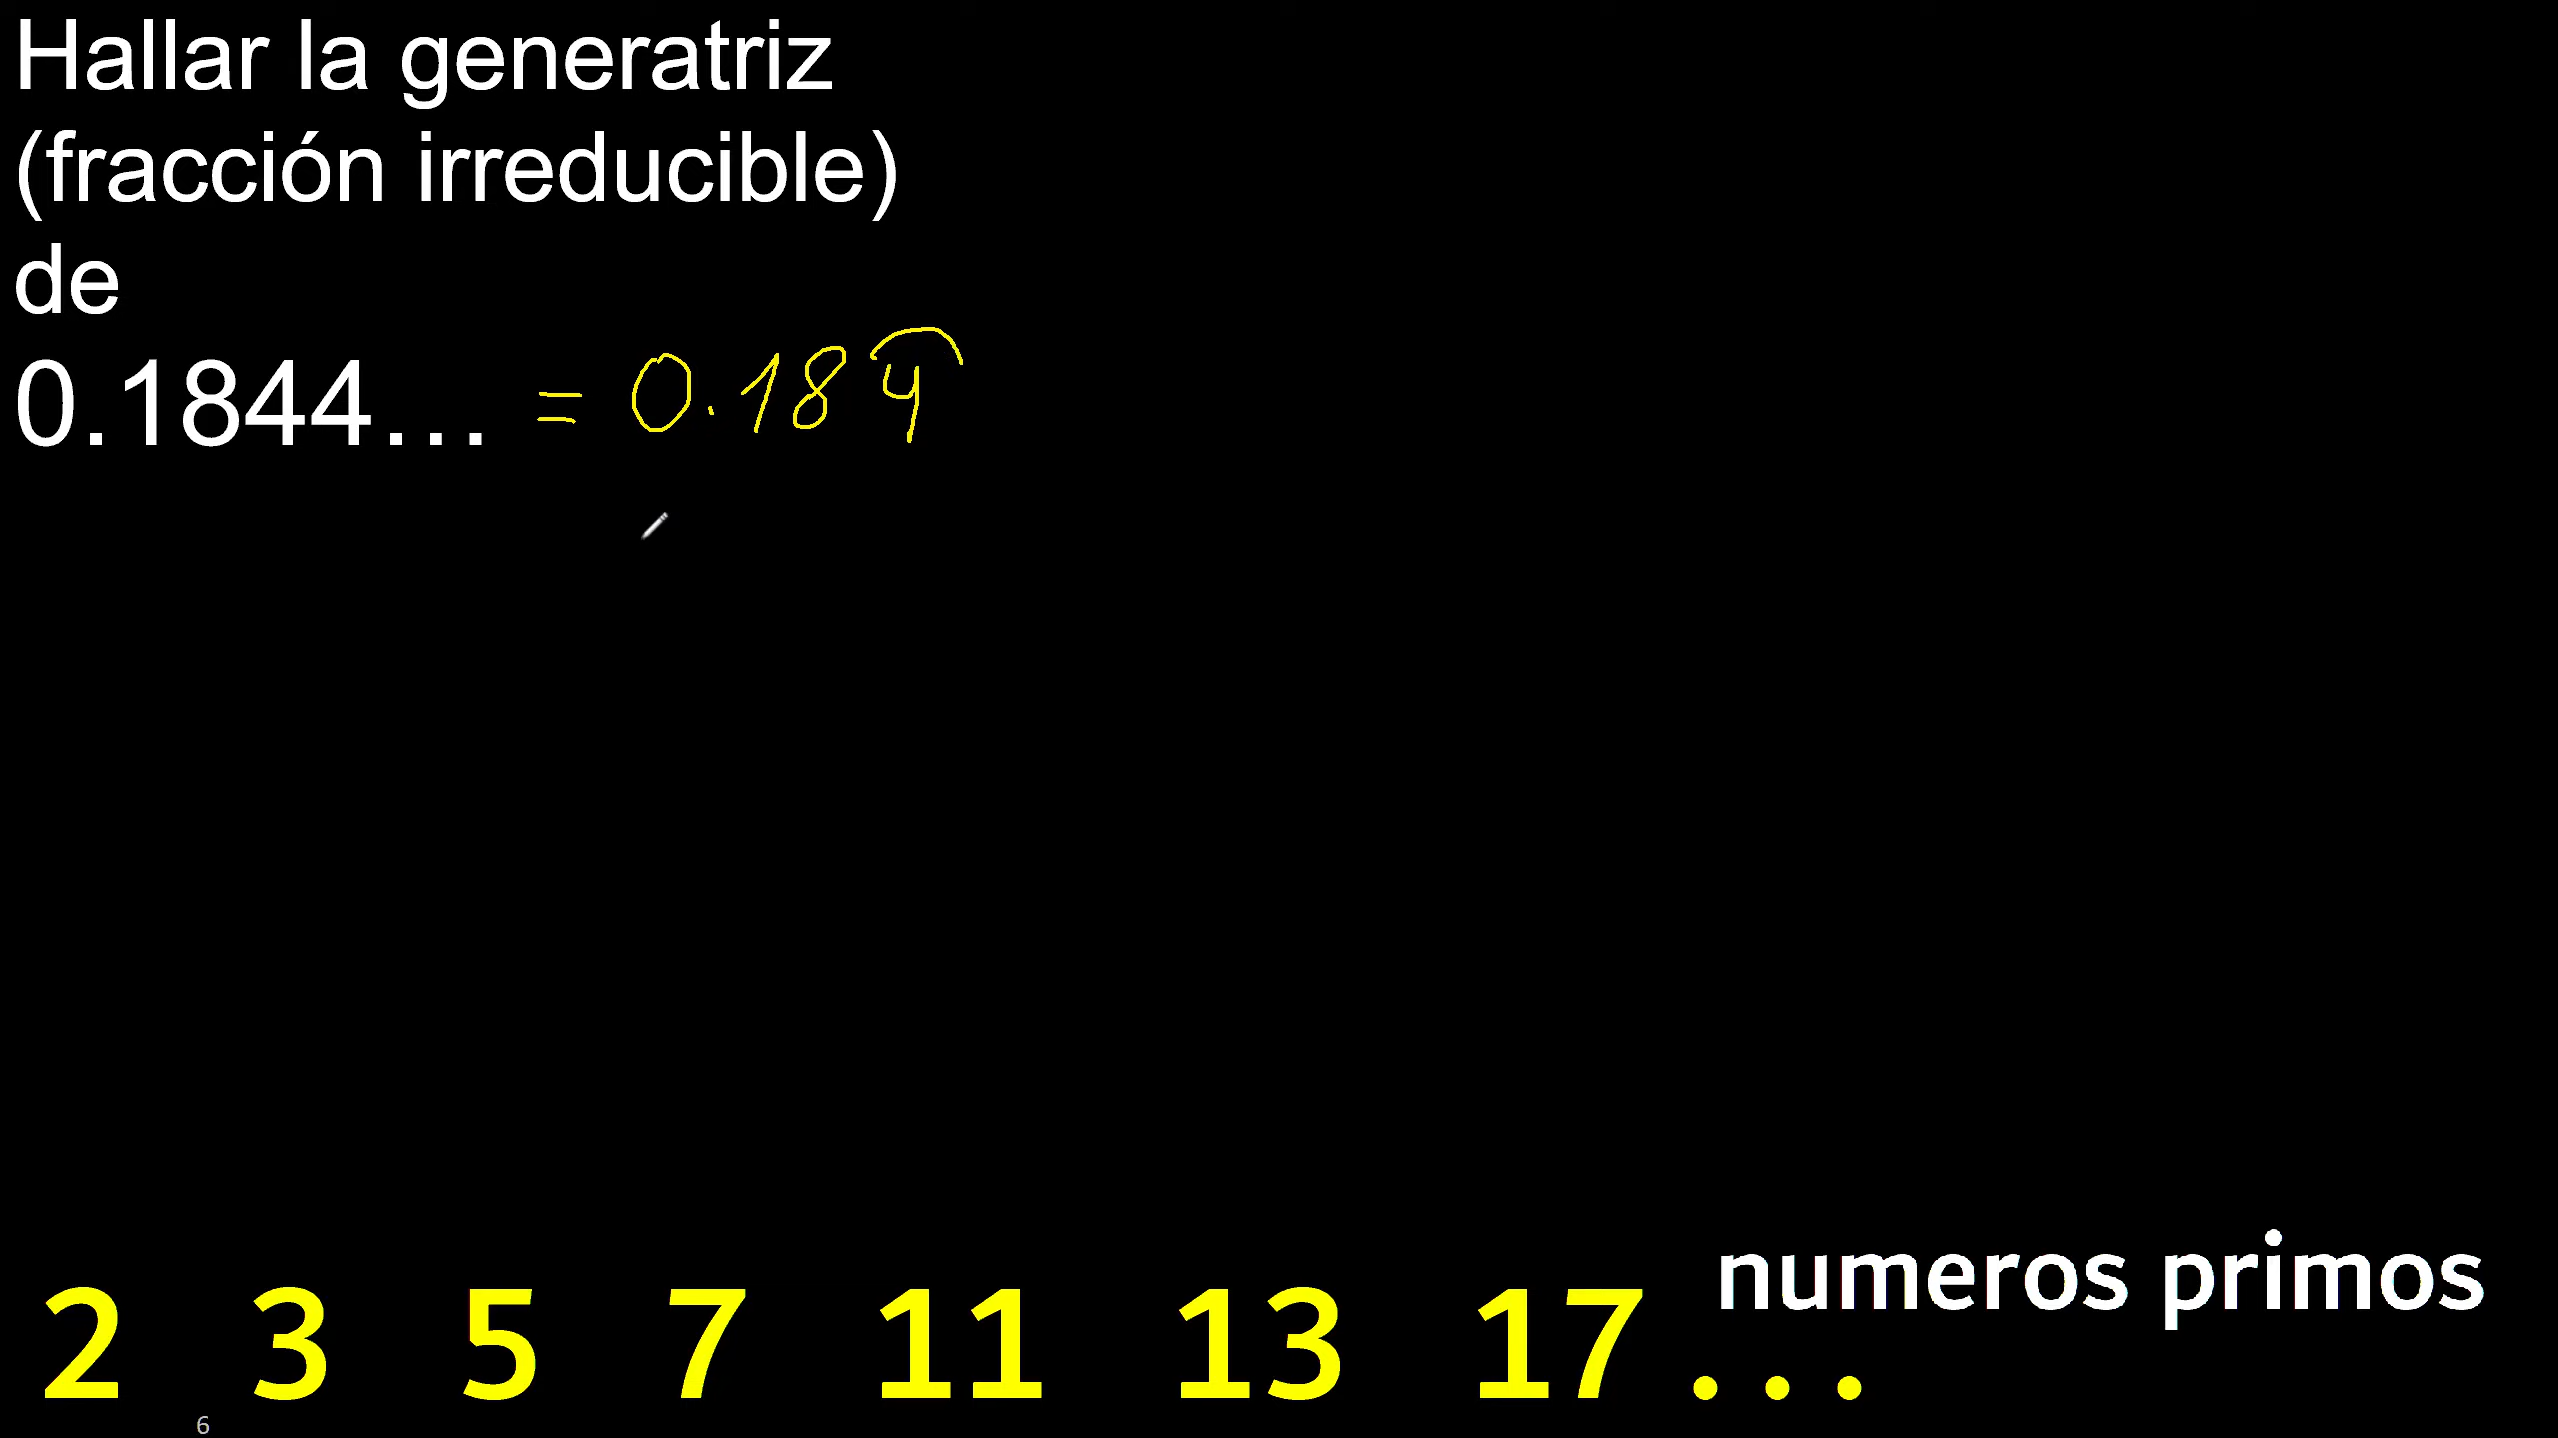 Hallar la generatriz
(fracción irreducible)
de
0.1844... = 0.184̑
numeros primos
2 3 5 7 11 13 17...
6